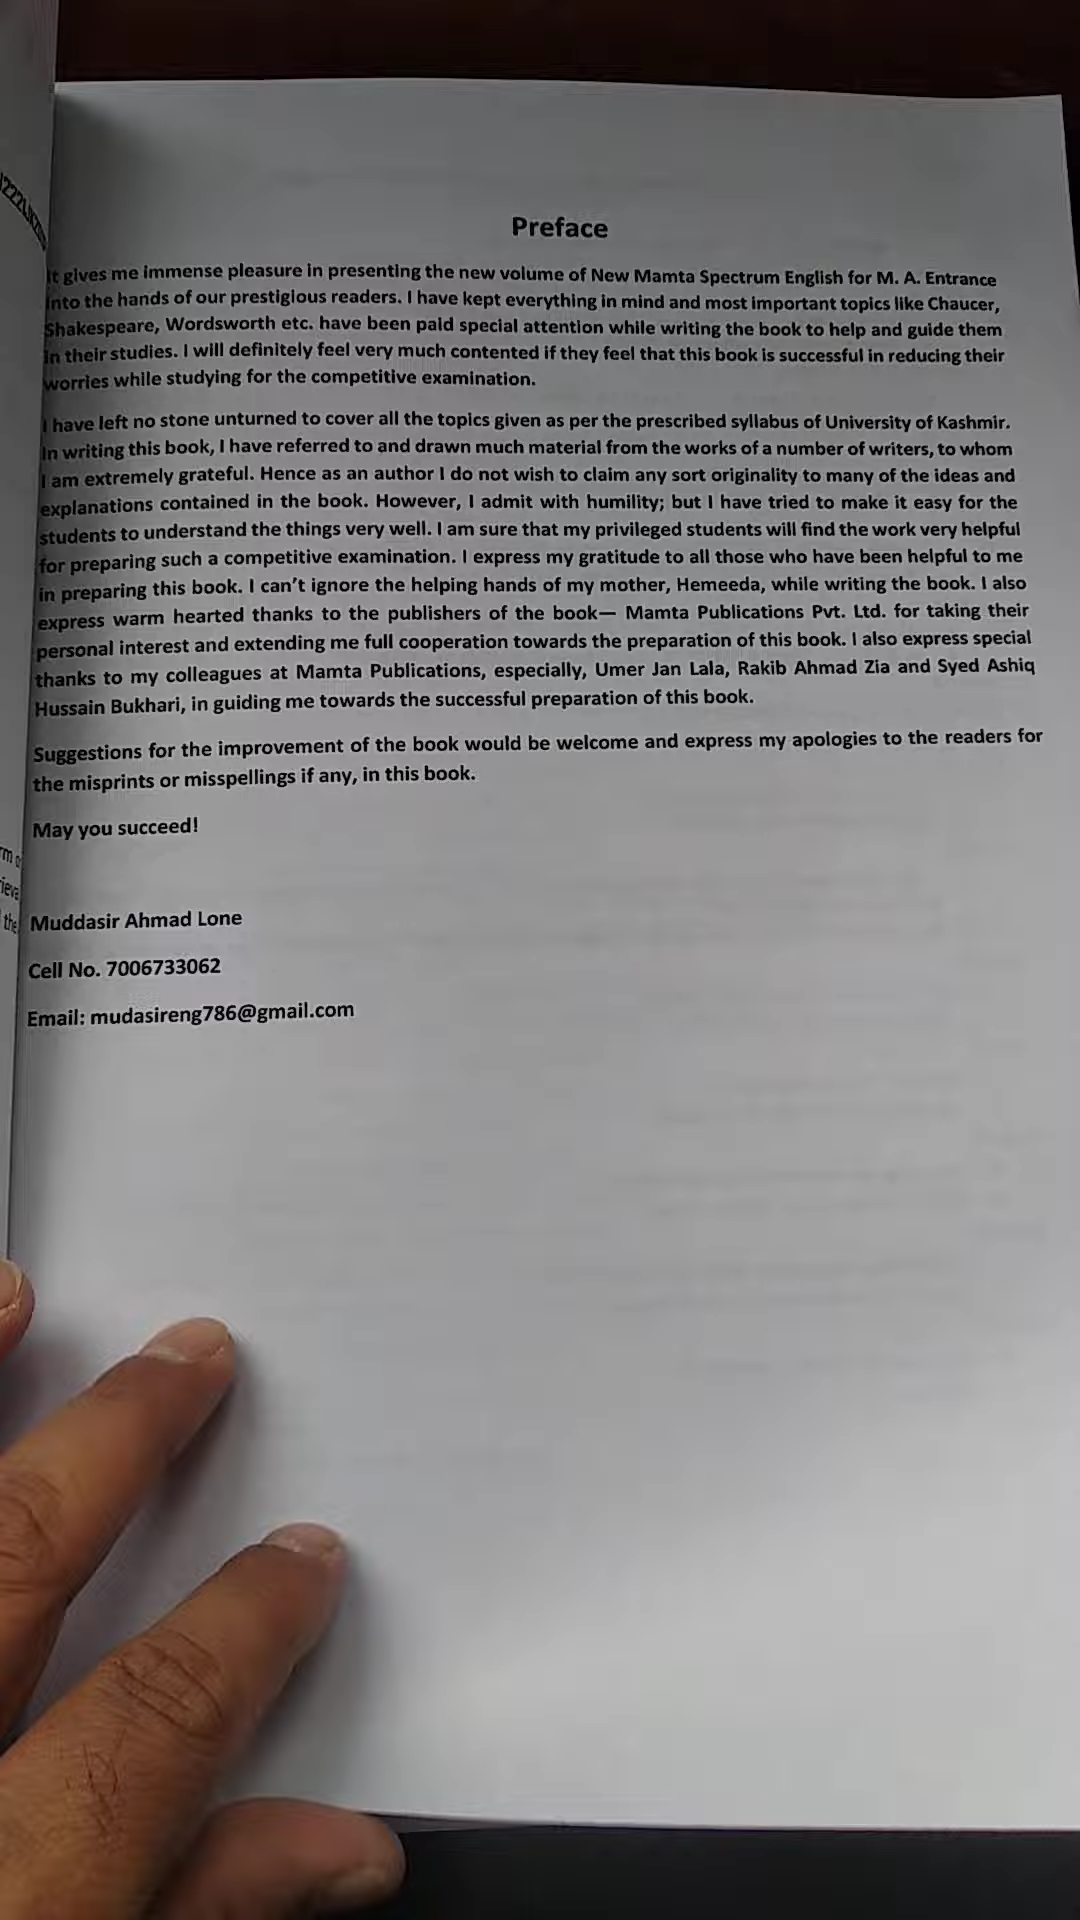 Preface
It gives me immense pleasure in presenting the new volume of New Mamta Spectrum English for M. A. Entrance
into the hands of our prestigious readers. I have kept everything in mind and most important topics like Chaucer,
Shakespeare, Wordsworth etc. have been paid special attention while writing the book to help and guide them
in their studies. I will definitely feel very much contented if they feel that this book is successful in reducing their
worries while studying for the competitive examination.
I have left no stone unturned to cover all the topics given as per the prescribed syllabus of University of Kashmir.
In writing this book, I have referred to and drawn much material from the works of a number of writers, to whom
I am extremely grateful. Hence as an author I do not wish to claim any sort originality to many of the ideas and
explanations contained in the book. However, I admit with humility; but I have tried to make it easy for the
students to understand the things very well. I am sure that my privileged students will find the work very helpful
for preparing such a competitive examination. I express my gratitude to all those who have been helpful to me
in preparing this book. I can't ignore the helping hands of my mother, Hemeeda, while writing the book. I also
express warm hearted thanks to the publishers of the book— Mamta Publications Pvt. Ltd. for taking their
personal interest and extending me full cooperation towards the preparation of this book. I also express special
thanks to my colleagues at Mamta Publications, especially, Umer Jan Lala, Rakib Ahmad Zia and Syed Ashiq
Hussain Bukhari, in guiding me towards the successful preparation of this book.
Suggestions for the improvement of the book would be welcome and express my apologies to the readers for
the misprints or misspellings if any, in this book.
May you succeed!
Muddasir Ahmad Lone
Cell No. 7006733062
Email: mudasireng786@gmail.com